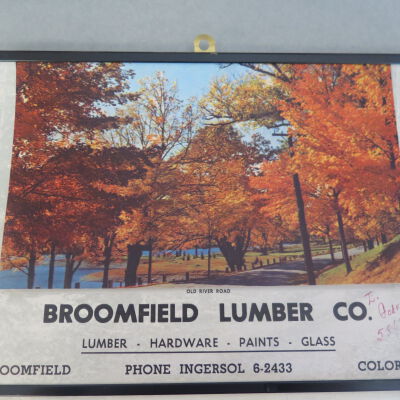 OLD RIVER ROAD
BROOMFIELD LUMBER CO.
LUMBER - HARDWARE - PAINTS - GLASS
OOMFIELD PHONE INGERSOL 6-2433 COLOR